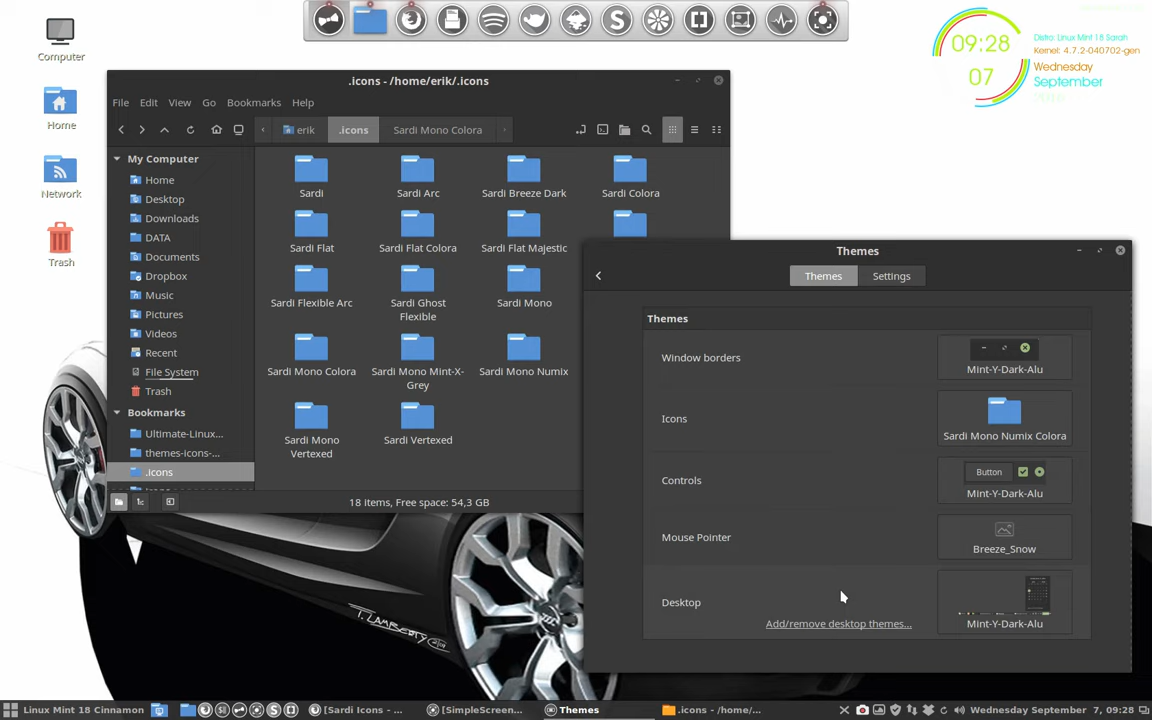 Computer
Home
Network
Trash
09:28
07
Distro: Linux Mint 18 Sarah
Kernel: 4.7.2-040702-gen
Wednesday
September
.icons - /home/erik/.icons
File Edit View Go Bookmarks Help
erik .icons Sardi Mono Colora
My Computer
Home
Desktop
Downloads
DATA
Documents
Dropbox
Music
Pictures
Videos
Recent
File System
Trash
Bookmarks
Ultimate-Linux...
themes-icons-...
.icons
Sardi
Sardi Arc
Sardi Breeze Dark
Sardi Colora
Sardi Flat
Sardi Flat Colora
Sardi Flat Majestic
Sardi Flexible Arc
Sardi Ghost
Flexible
Sardi Mono
Sardi Mono Colora
Sardi Mono Mint-X-
Grey
Sardi Mono Numix
Sardi Mono
Vertexed
Sardi Vertexed
18 items, Free space: 54,3 GB
Themes
Themes Settings
Themes
Window borders
Mint-Y-Dark-Alu
Icons
Sardi Mono Numix Colora
Controls
Button
Mint-Y-Dark-Alu
Mouse Pointer
Breeze_Snow
Desktop
Add/remove desktop themes...
Mint-Y-Dark-Alu
T. LAMBERTY
Linux Mint 18 Cinnamon
[Sardi Icons - ...
[SimpleScreen...
Themes
.icons - /home/...
Wednesday September 7, 09:28